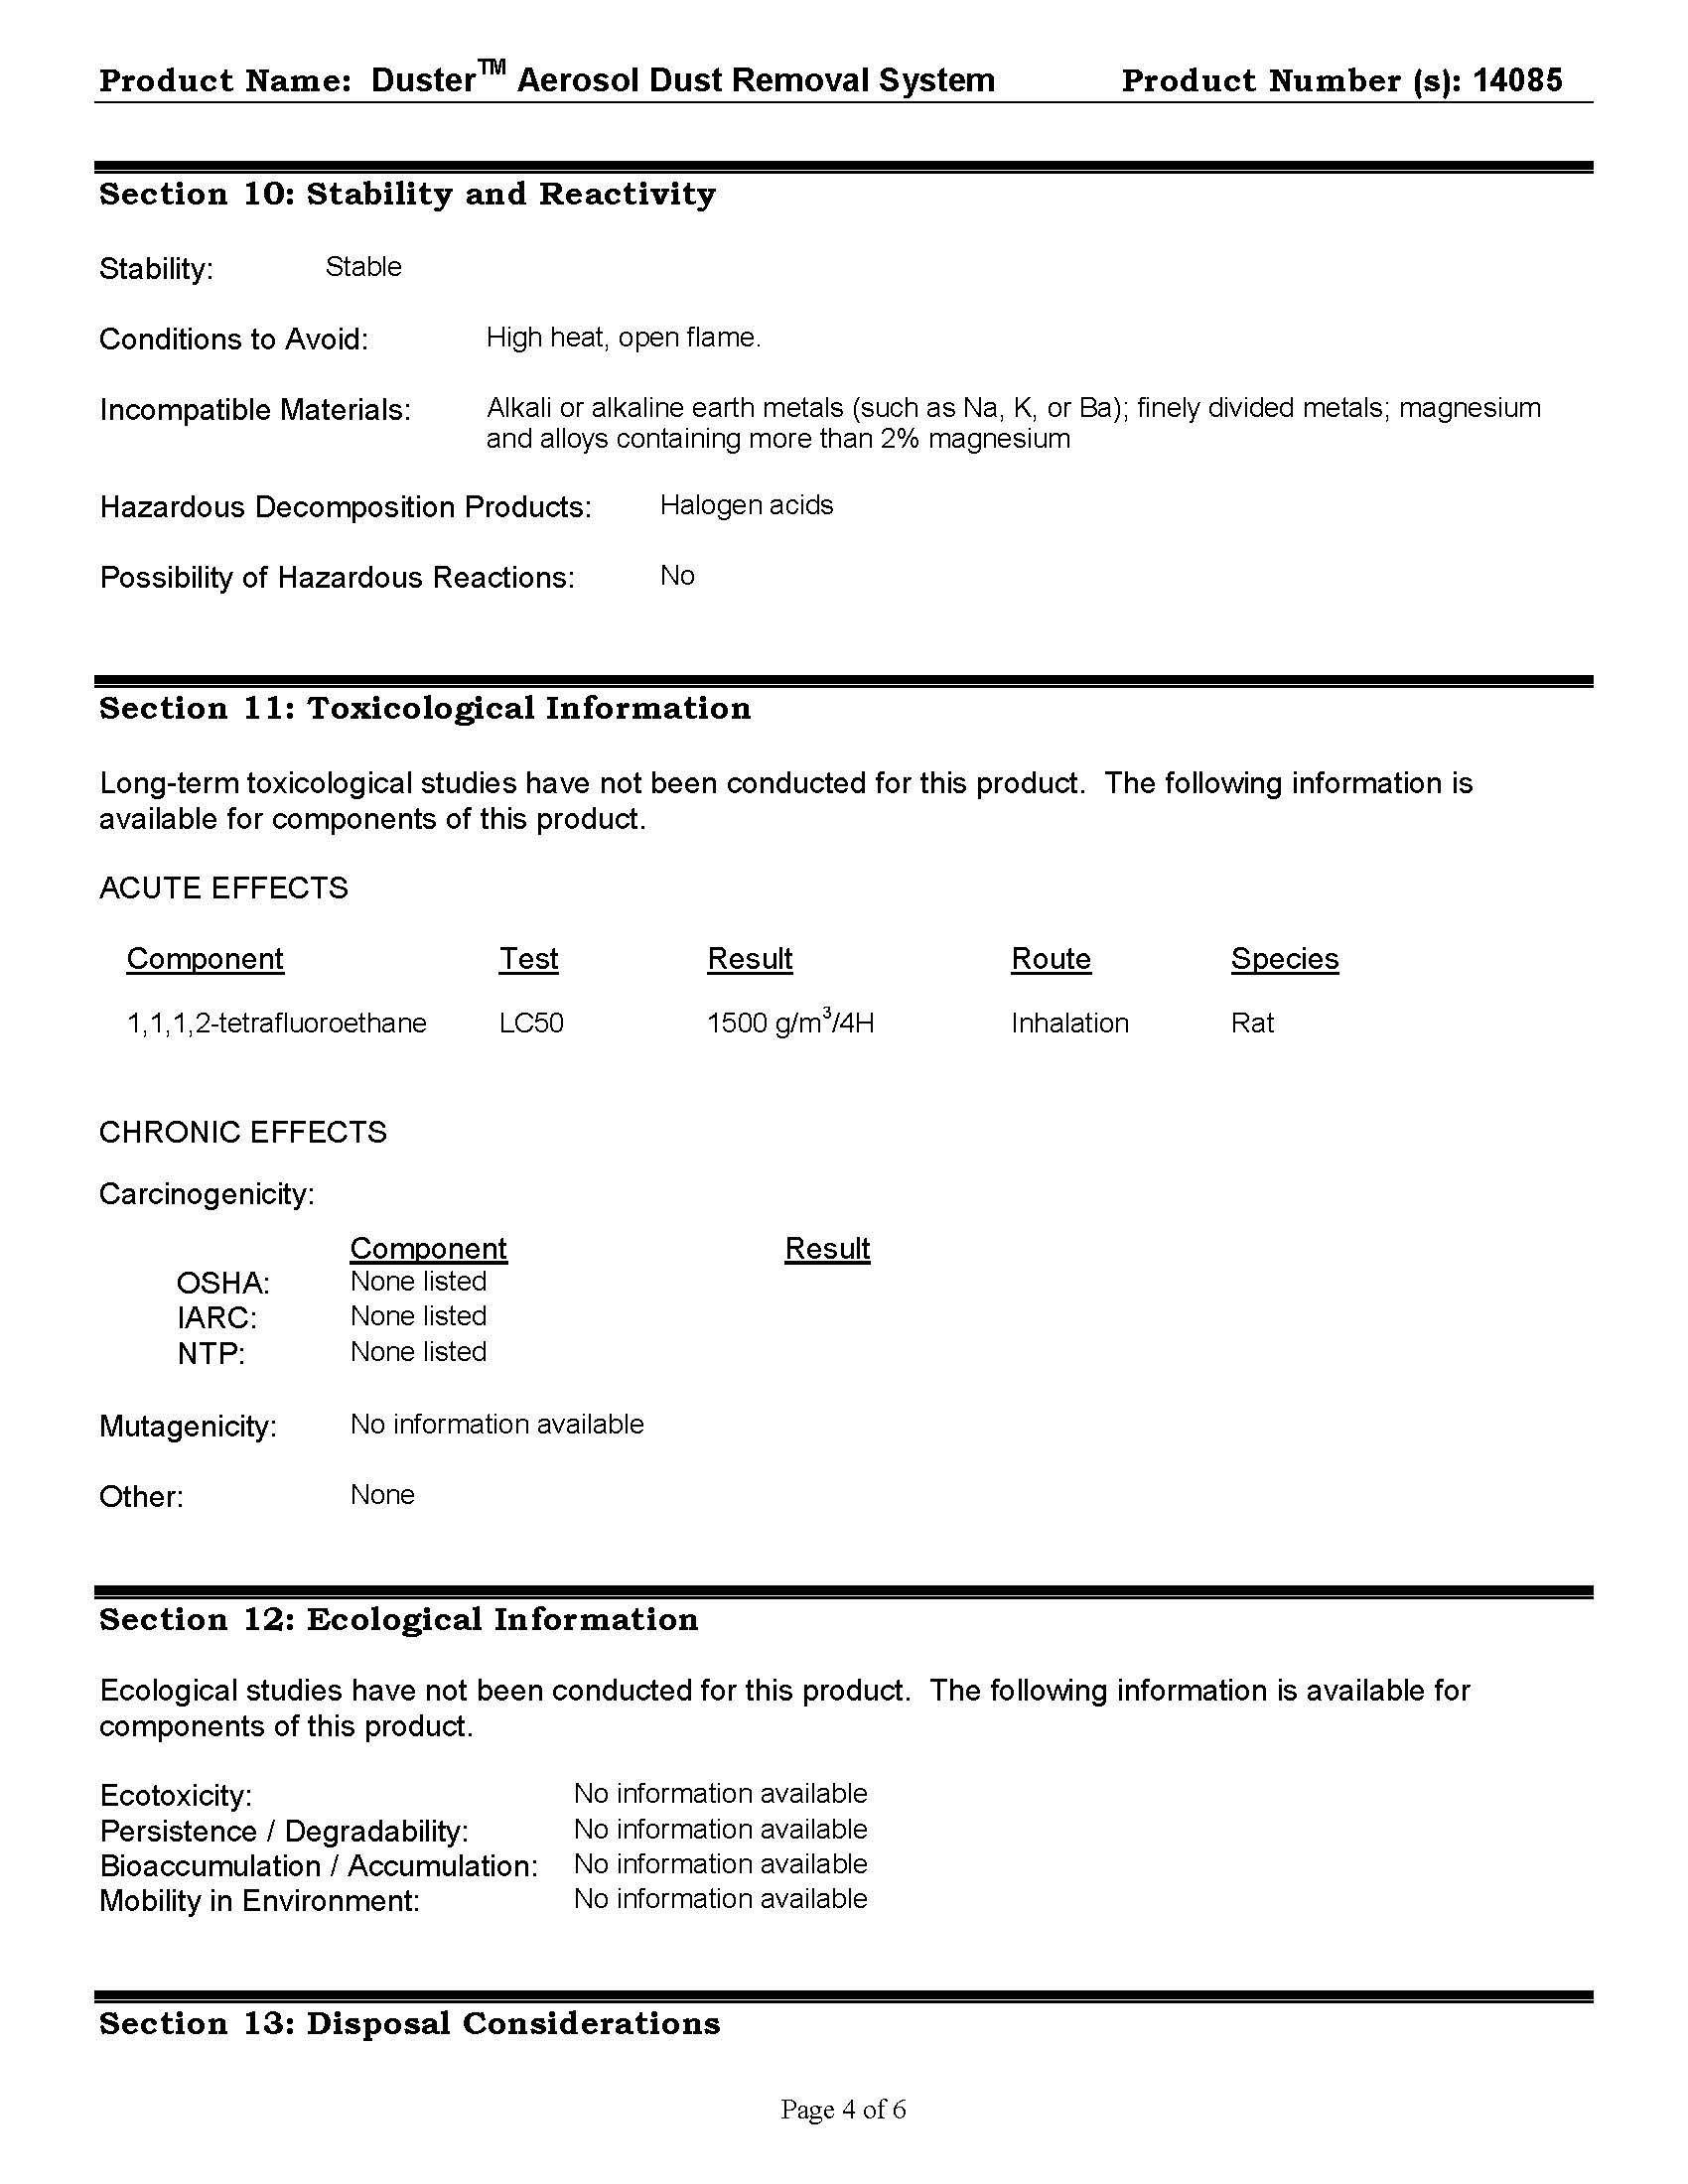 Product Name: Duster™ Aerosol Dust Removal System Product Number (s): 14085
Section 10: Stability and Reactivity
Stability: Stable
Conditions to Avoid: High heat, open flame.
Incompatible Materials: Alkali or alkaline earth metals (such as Na, K, or Ba); finely divided metals; magnesium
and alloys containing more than 2% magnesium
Hazardous Decomposition Products: Halogen acids
Possibility of Hazardous Reactions: No
Section 11: Toxicological Information
Long-term toxicological studies have not been conducted for this product. The following information is
available for components of this product.
ACUTE EFFECTS
Component Test Result Route Species
1,1,1,2-tetrafluoroethane LC50 1500 g/m³/4H Inhalation Rat
CHRONIC EFFECTS
Carcinogenicity:
Component Result
OSHA: None listed
IARC: None listed
NTP: None listed
Mutagenicity: No information available
Other: None
Section 12: Ecological Information
Ecological studies have not been conducted for this product. The following information is available for
components of this product.
Ecotoxicity: No information available
Persistence / Degradability: No information available
Bioaccumulation / Accumulation: No information available
Mobility in Environment: No information available
Section 13: Disposal Considerations
Page 4 of 6